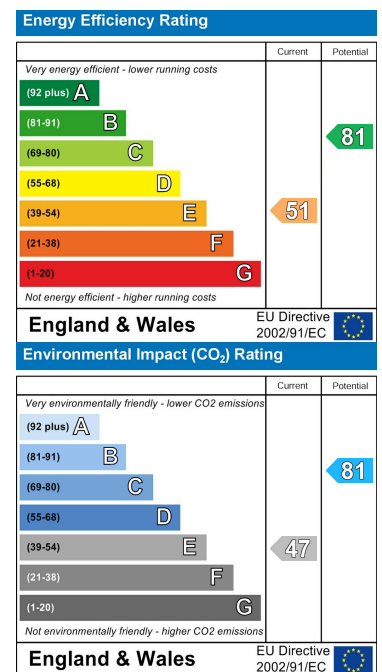 Energy Efficiency Rating
Current Potential
Very energy efficient - lower running costs
(92 plus) A
(81-91) B
(69-80) C
(55-68) D
(39-54) E
(21-38) F
(1-20) G
51
81
Not energy efficient - higher running costs
England & Wales
EU Directive
2002/91/EC
Environmental Impact (CO₂) Rating
Current Potential
Very environmentally friendly - lower CO2 emissions
(92 plus) A
(81-91) B
(69-80) C
(55-68) D
(39-54) E
(21-38) F
(1-20) G
47
81
Not environmentally friendly - higher CO2 emissions
England & Wales
EU Directive
2002/91/EC